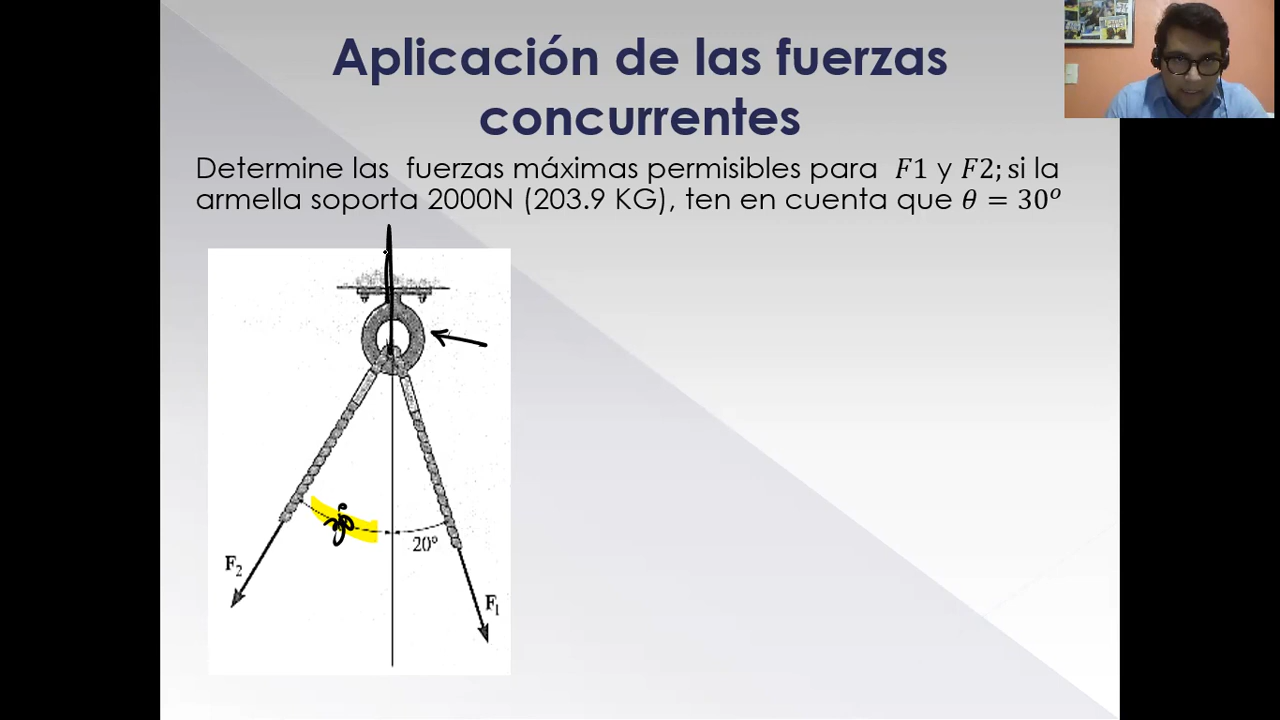 Aplicación de las fuerzas
concurrentes
Determine las fuerzas máximas permisibles para F1 y F2; si la
armella soporta 2000N (203.9 KG), ten en cuenta que θ = 30º
20°
F₂
F₁